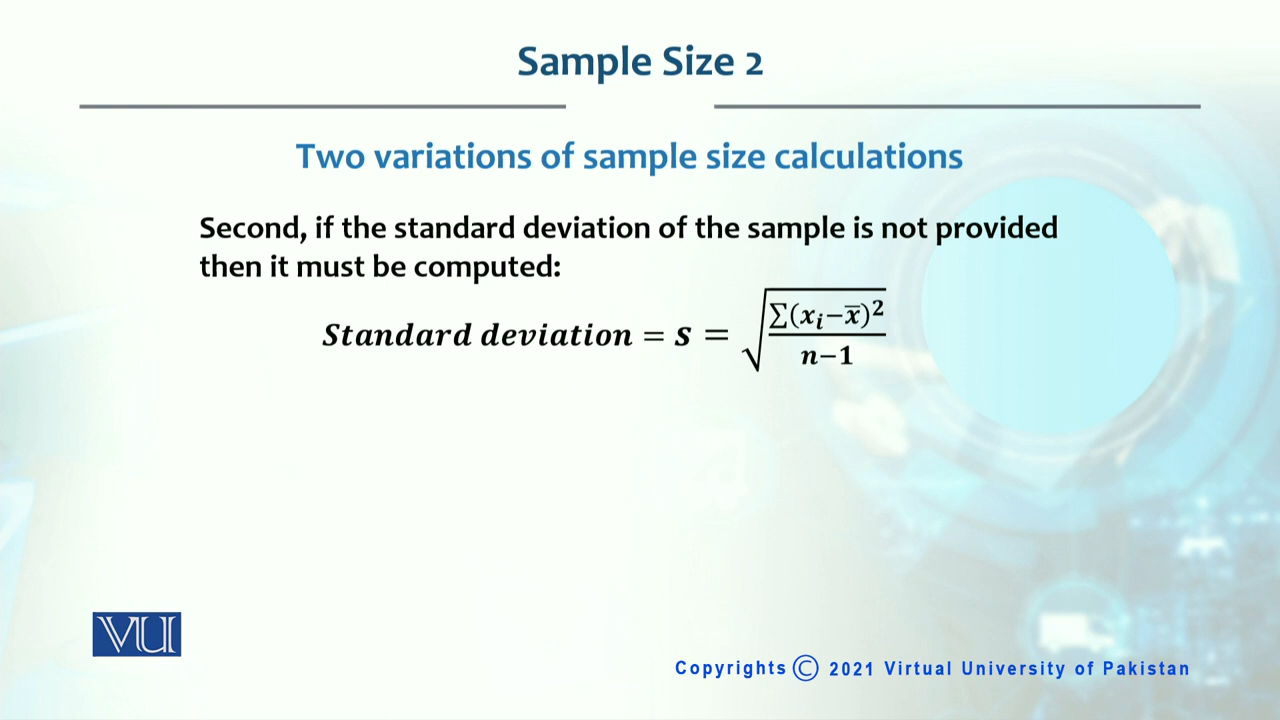 Sample Size 2
Two variations of sample size calculations
Second, if the standard deviation of the sample is not provided
then it must be computed:
Standard deviation = s = √(∑(xᵢ−x̅)²/n−1)
VU
Copyrights © 2021 Virtual University of Pakistan